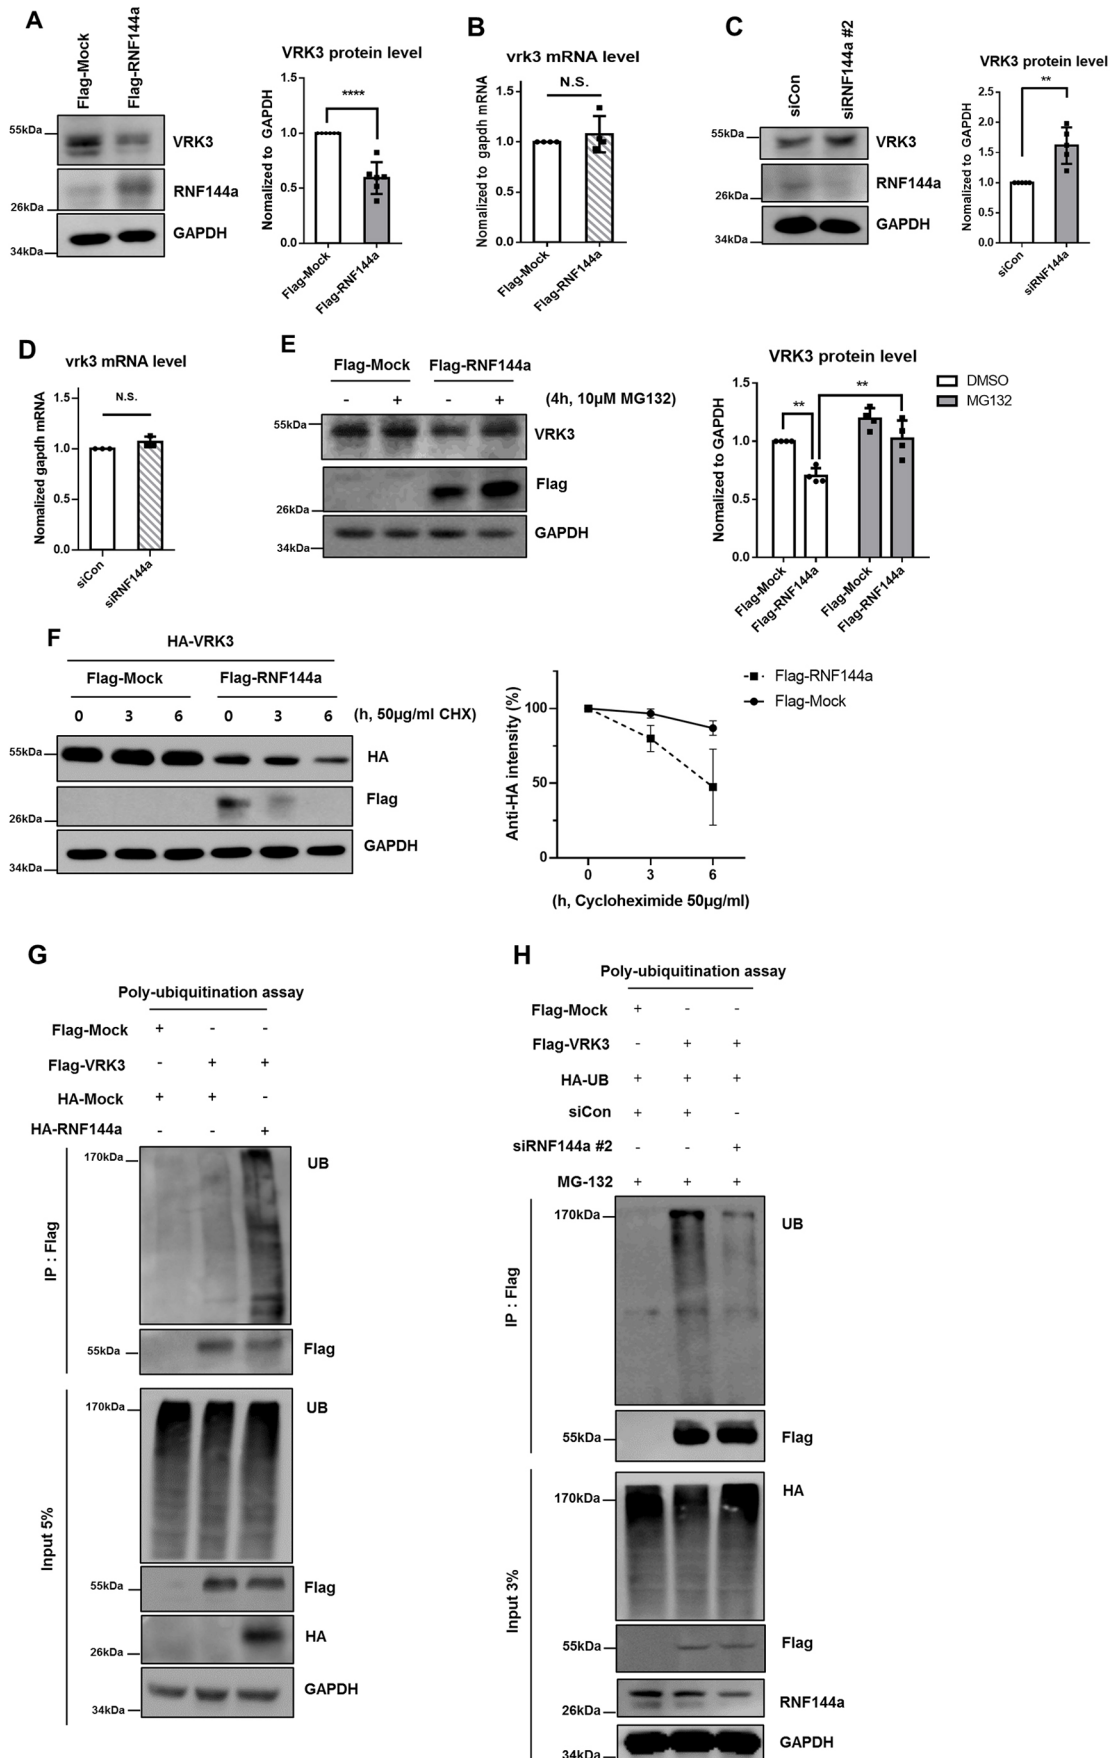 A
Flag-Mock
Flag-RNF144a
55kDa
VRK3
RNF144a
26kDa
GAPDH
34kDa
VRK3 protein level
Nomalized to GAPDH
1.5
1.0
0.5
0.0
****
Flag-Mock
Flag-RNF144a
B
vrk3 mRNA level
N.S.
Nomalized to gapdh mRNA
1.5
1.0
0.5
0.0
Flag-Mock
Flag-RNF144a
C
siCon
siRNF144a #2
55kDa
VRK3
RNF144a
26kDa
GAPDH
34kDa
VRK3 protein level
**
Nomalized to GAPDH
2.5
2.0
1.5
1.0
0.5
0.0
siCon
siRNF144a
D
vrk3 mRNA level
N.S.
Nomalized gapdh mRNA
1.5
1.0
0.5
0.0
siCon
siRNF144a
E
Flag-Mock Flag-RNF144a
- + - + (4h, 10μM MG132)
55kDa
VRK3
Flag
26kDa
GAPDH
34kDa
VRK3 protein level
DMSO
MG132
** **
Nomalized to GAPDH
1.5
1.0
0.5
0.0
Flag-Mock
Flag-RNF144a
Flag-Mock
Flag-RNF144a
F
HA-VRK3
Flag-Mock Flag-RNF144a
0 3 6 0 3 6 (h, 50μg/ml CHX)
55kDa
HA
Flag
26kDa
GAPDH
34kDa
Flag-RNF144a
Flag-Mock
Anti-HA intensity (%)
100
50
0
0 3 6
(h, Cycloheximide 50μg/ml)
G
Poly-ubiquitination assay
Flag-Mock + - -
Flag-VRK3 - + +
HA-Mock + + -
HA-RNF144a - - +
IP : Flag
170kDa
UB
55kDa
Flag
Input 5%
170kDa
UB
55kDa
Flag
HA
26kDa
GAPDH
34kDa
H
Poly-ubiquitination assay
Flag-Mock + - -
Flag-VRK3 - + +
HA-UB + + +
siCon + + -
siRNF144a #2 - - +
MG-132 + + +
IP : Flag
170kDa
UB
55kDa
Flag
Input 3%
170kDa
HA
55kDa
Flag
RNF144a
26kDa
GAPDH
34kDa